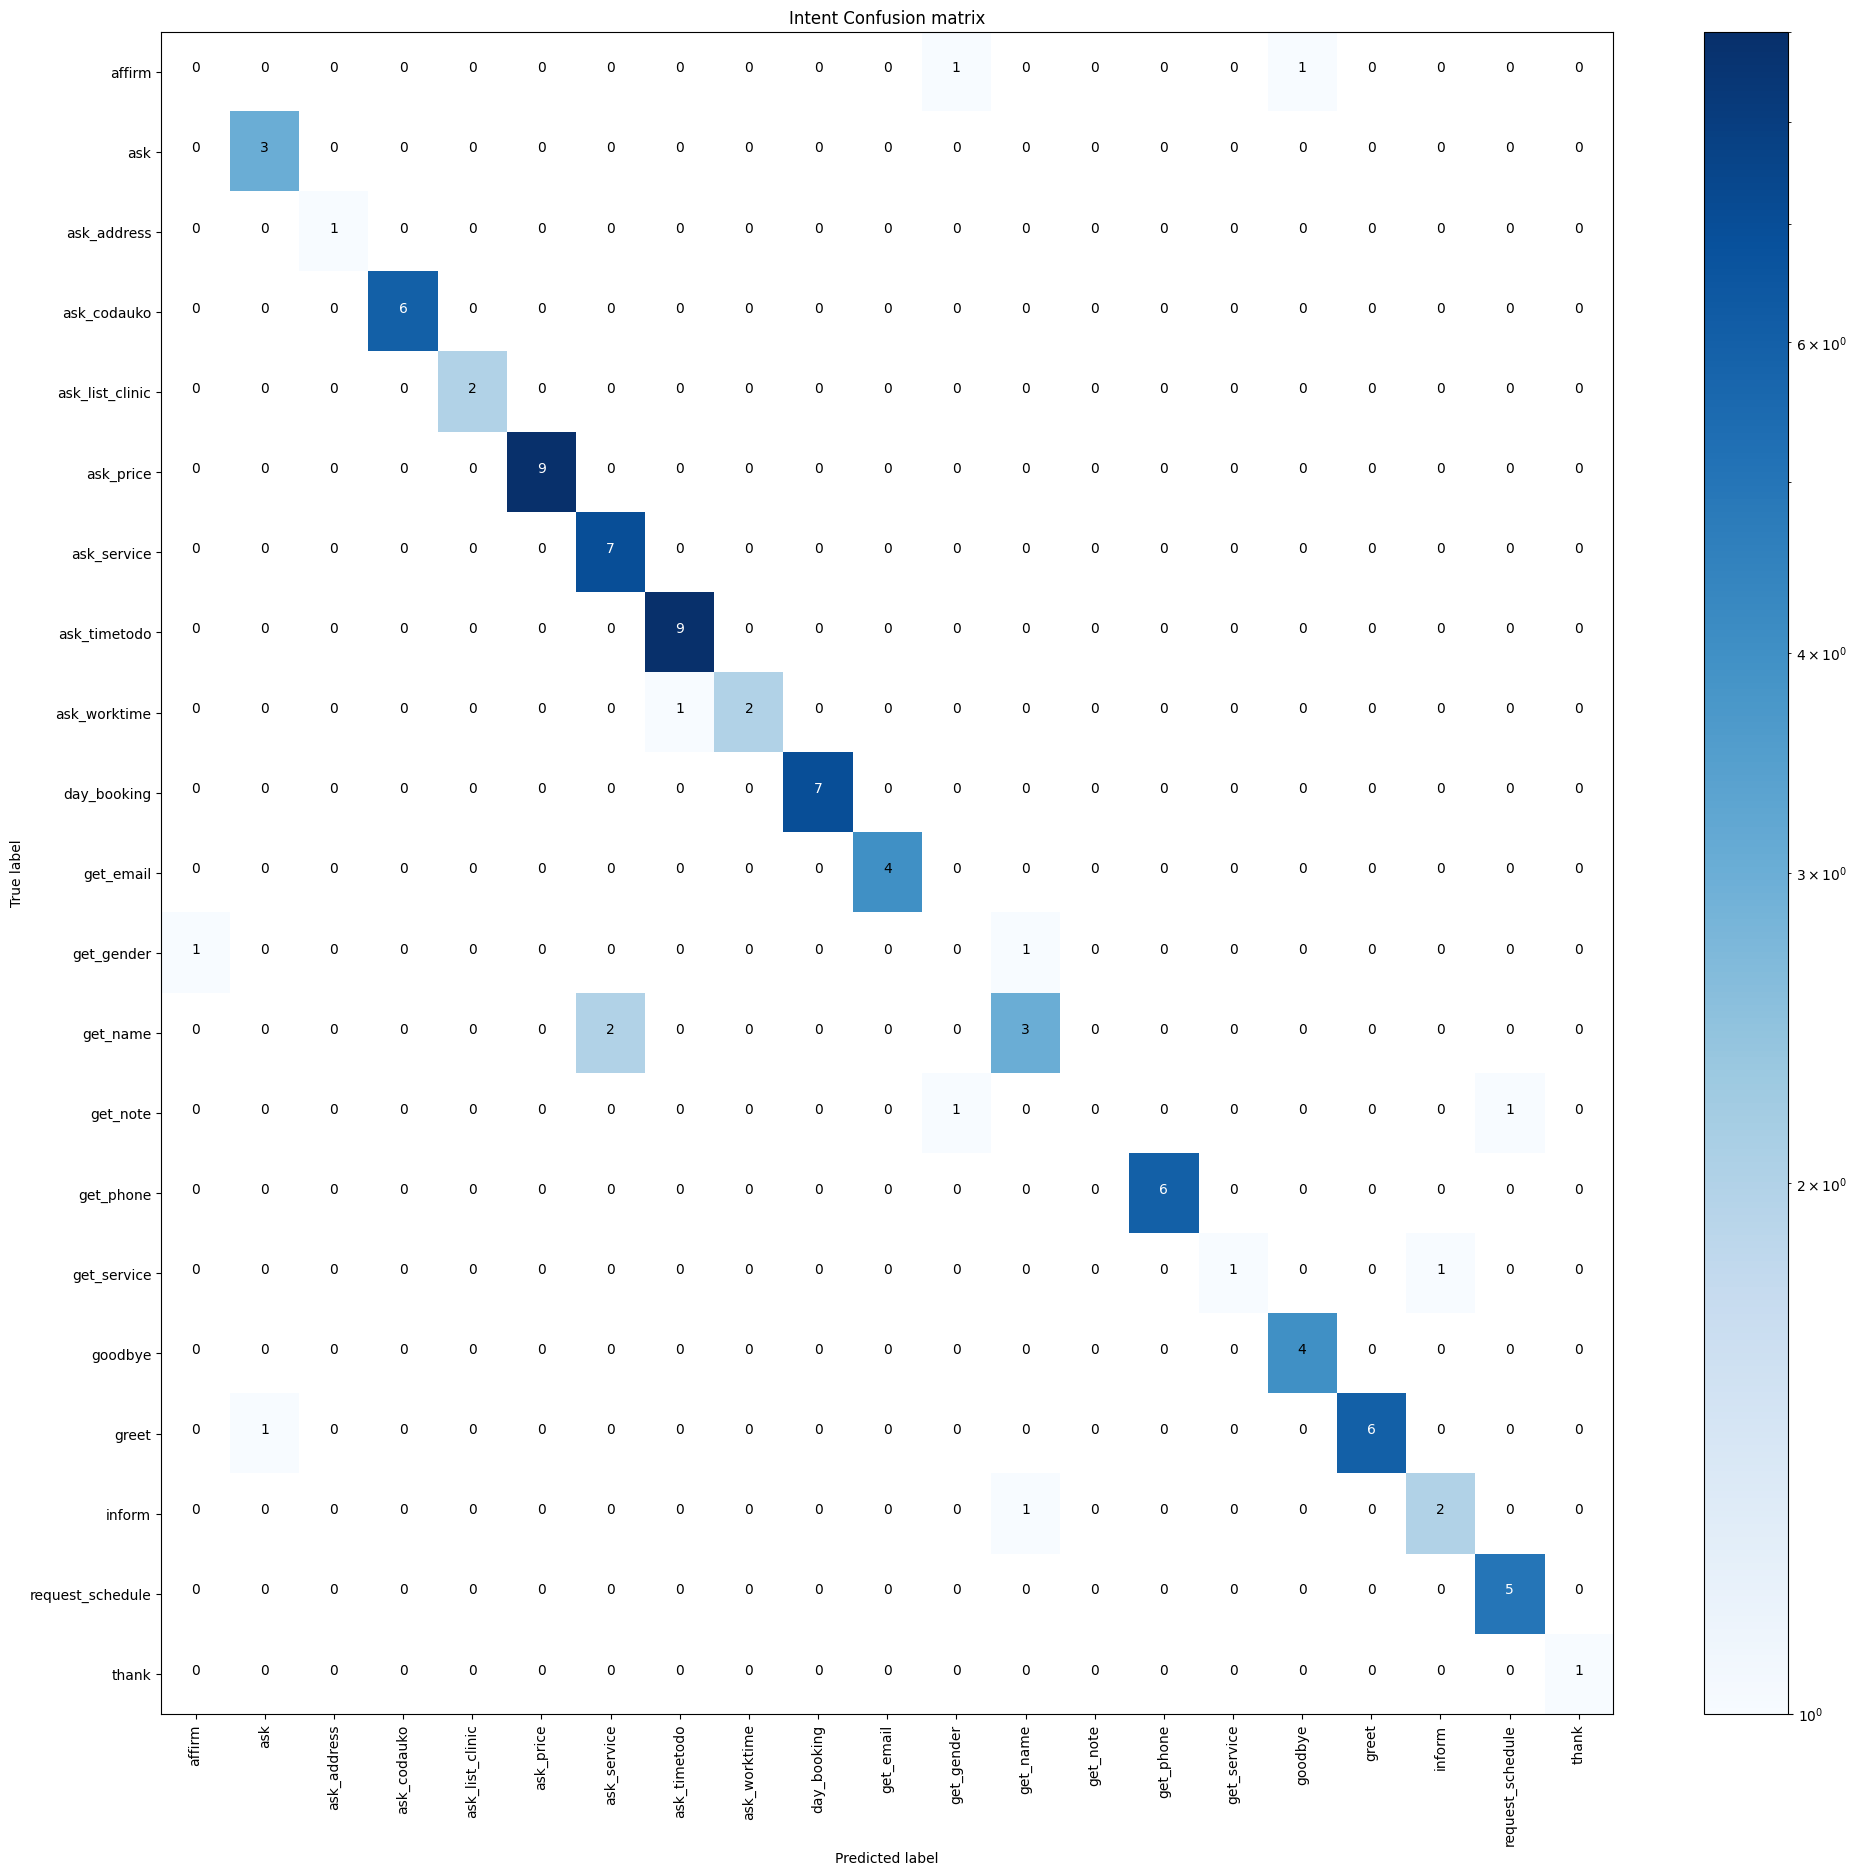 Intent Confusion matrix
affirm 0 0 0 0 0 0 0 0 0 0 0 1 0 0 0 0 1 0 0 0 0
ask 0 3 0 0 0 0 0 0 0 0 0 0 0 0 0 0 0 0 0 0 0
ask_address 0 0 1 0 0 0 0 0 0 0 0 0 0 0 0 0 0 0 0 0 0
ask_codauko 0 0 0 6 0 0 0 0 0 0 0 0 0 0 0 0 0 0 0 0 0
ask_list_clinic 0 0 0 0 2 0 0 0 0 0 0 0 0 0 0 0 0 0 0 0 0
ask_price 0 0 0 0 0 9 0 0 0 0 0 0 0 0 0 0 0 0 0 0 0
ask_service 0 0 0 0 0 0 7 0 0 0 0 0 0 0 0 0 0 0 0 0 0
ask_timetodo 0 0 0 0 0 0 0 9 0 0 0 0 0 0 0 0 0 0 0 0 0
ask_worktime 0 0 0 0 0 0 0 1 2 0 0 0 0 0 0 0 0 0 0 0 0
day_booking 0 0 0 0 0 0 0 0 0 7 0 0 0 0 0 0 0 0 0 0 0
get_email 0 0 0 0 0 0 0 0 0 0 4 0 0 0 0 0 0 0 0 0 0
get_gender 1 0 0 0 0 0 0 0 0 0 0 0 1 0 0 0 0 0 0 0 0
get_name 0 0 0 0 0 0 2 0 0 0 0 0 3 0 0 0 0 0 0 0 0
get_note 0 0 0 0 0 0 0 0 0 0 0 1 0 0 0 0 0 0 0 1 0
get_phone 0 0 0 0 0 0 0 0 0 0 0 0 0 0 6 0 0 0 0 0 0
get_service 0 0 0 0 0 0 0 0 0 0 0 0 0 0 0 1 0 0 1 0 0
goodbye 0 0 0 0 0 0 0 0 0 0 0 0 0 0 0 0 4 0 0 0 0
greet 0 1 0 0 0 0 0 0 0 0 0 0 0 0 0 0 0 6 0 0 0
inform 0 0 0 0 0 0 0 0 0 0 0 0 1 0 0 0 0 0 2 0 0
request_schedule 0 0 0 0 0 0 0 0 0 0 0 0 0 0 0 0 0 0 0 5 0
thank 0 0 0 0 0 0 0 0 0 0 0 0 0 0 0 0 0 0 0 0 1
True label
affirm
ask
ask_address
ask_codauko
ask_list_clinic
ask_price
ask_service
ask_timetodo
ask_worktime
day_booking
get_email
get_gender
get_name
get_note
get_phone
get_service
goodbye
greet
inform
request_schedule
thank
Predicted label
6 × 10⁰
4 × 10⁰
3 × 10⁰
2 × 10⁰
10⁰